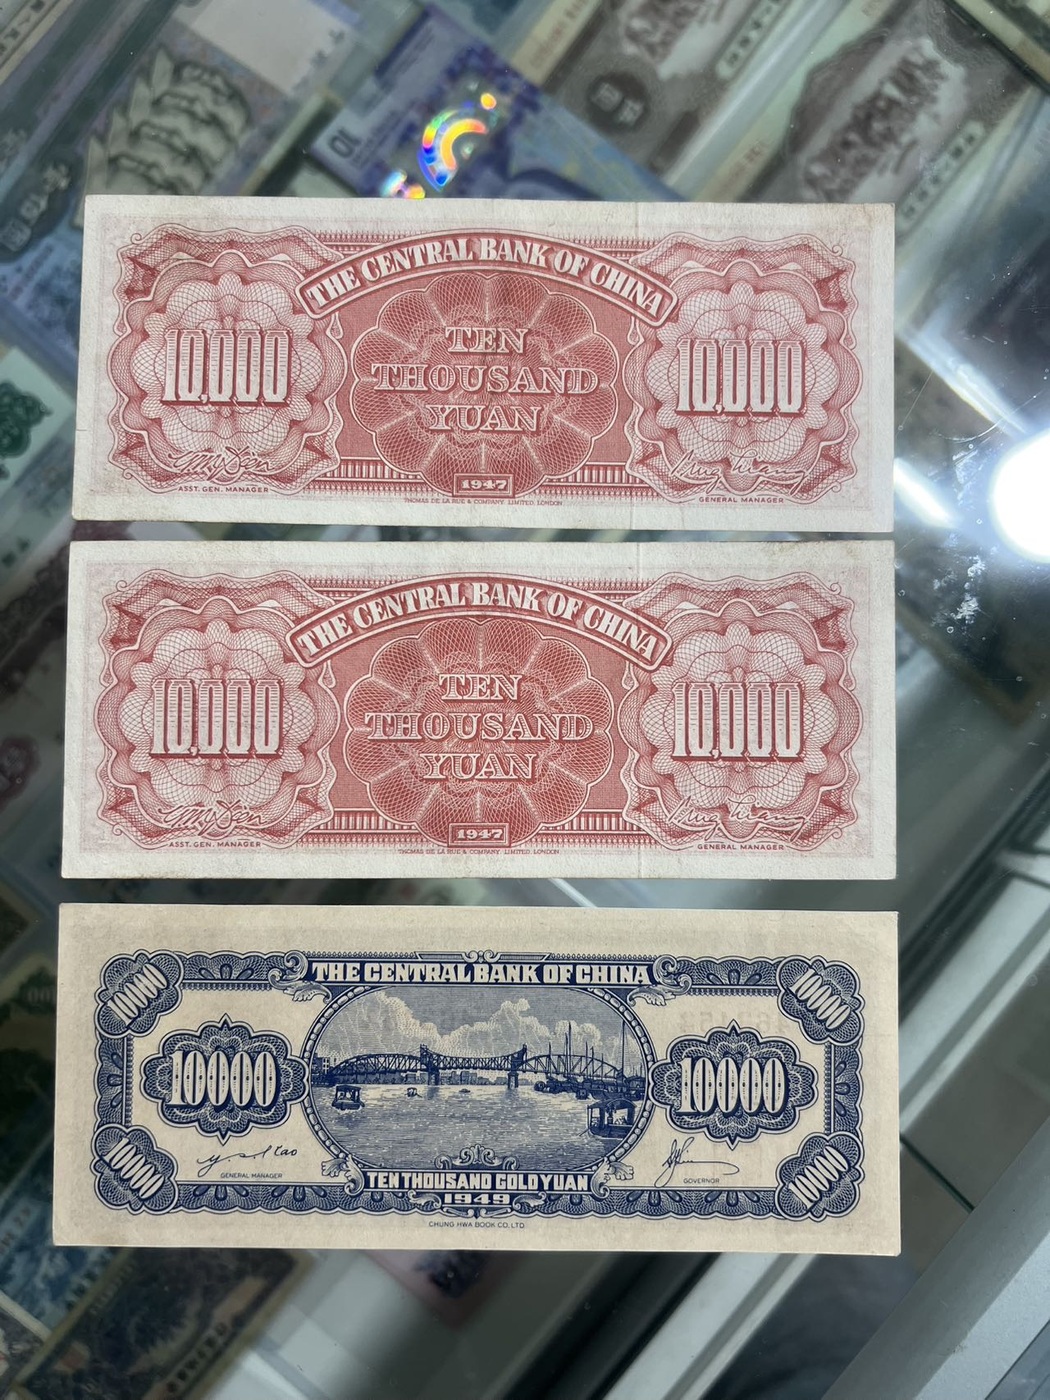 THE CENTRAL BANK OF CHINA
TEN
10,000 THOUSAND 10,000
YUAN
1947
ASST. GEN. MANAGER GENERAL MANAGER
THOMAS DE LA RUE & COMPANY, LIMITED, LONDON
THE CENTRAL BANK OF CHINA
TEN
10,000 THOUSAND 10,000
YUAN
1947
ASST. GEN. MANAGER GENERAL MANAGER
THOMAS DE LA RUE & COMPANY, LIMITED, LONDON
THE CENTRAL BANK OF CHINA
10000 10000
10000 10000
GENERAL MANAGER GOVERNOR
10000 TEN THOUSAND GOLD YUAN 10000
1949
CHUNG HWA BOOK CO. LTD.
10